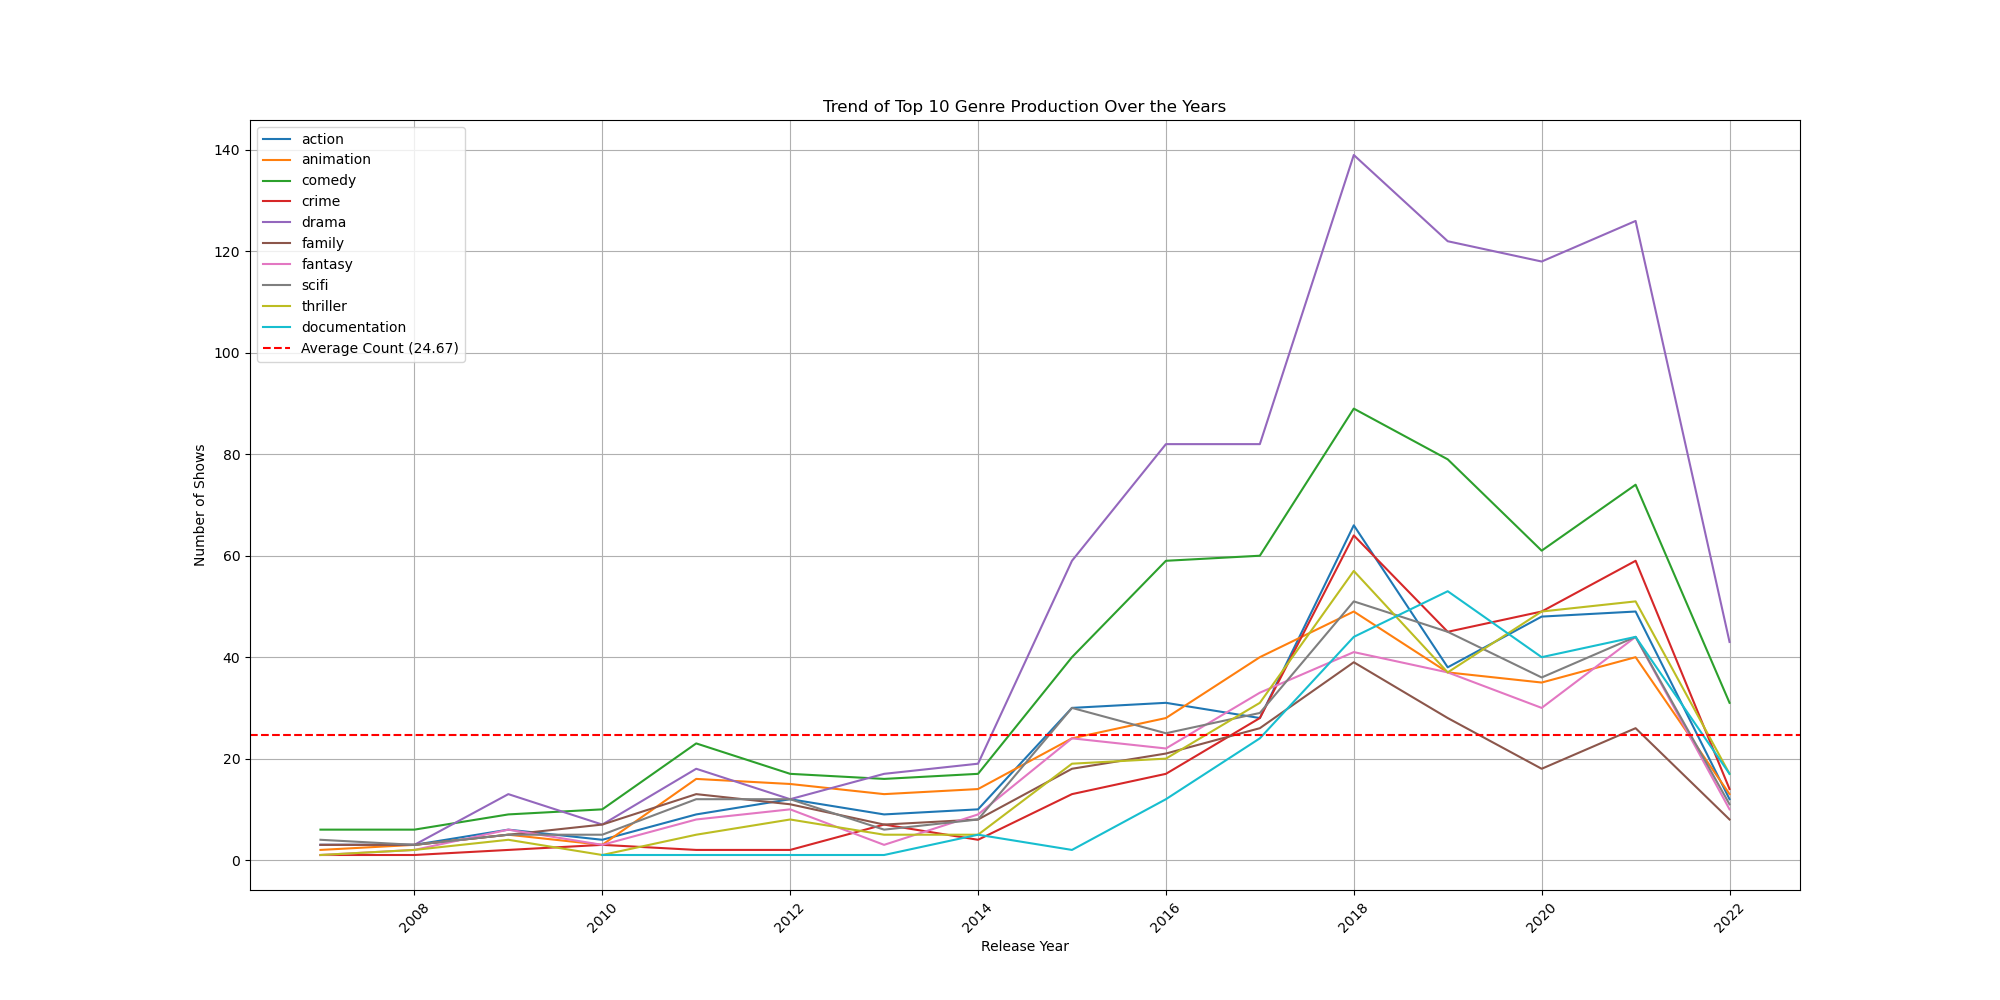 Trend of Top 10 Genre Production Over the Years
action
animation
comedy
crime
drama
family
fantasy
scifi
thriller
documentation
Average Count (24.67)
Number of Shows
140
120
100
80
60
40
20
0
2008
2010
2012
2014
2016
2018
2020
2022
Release Year